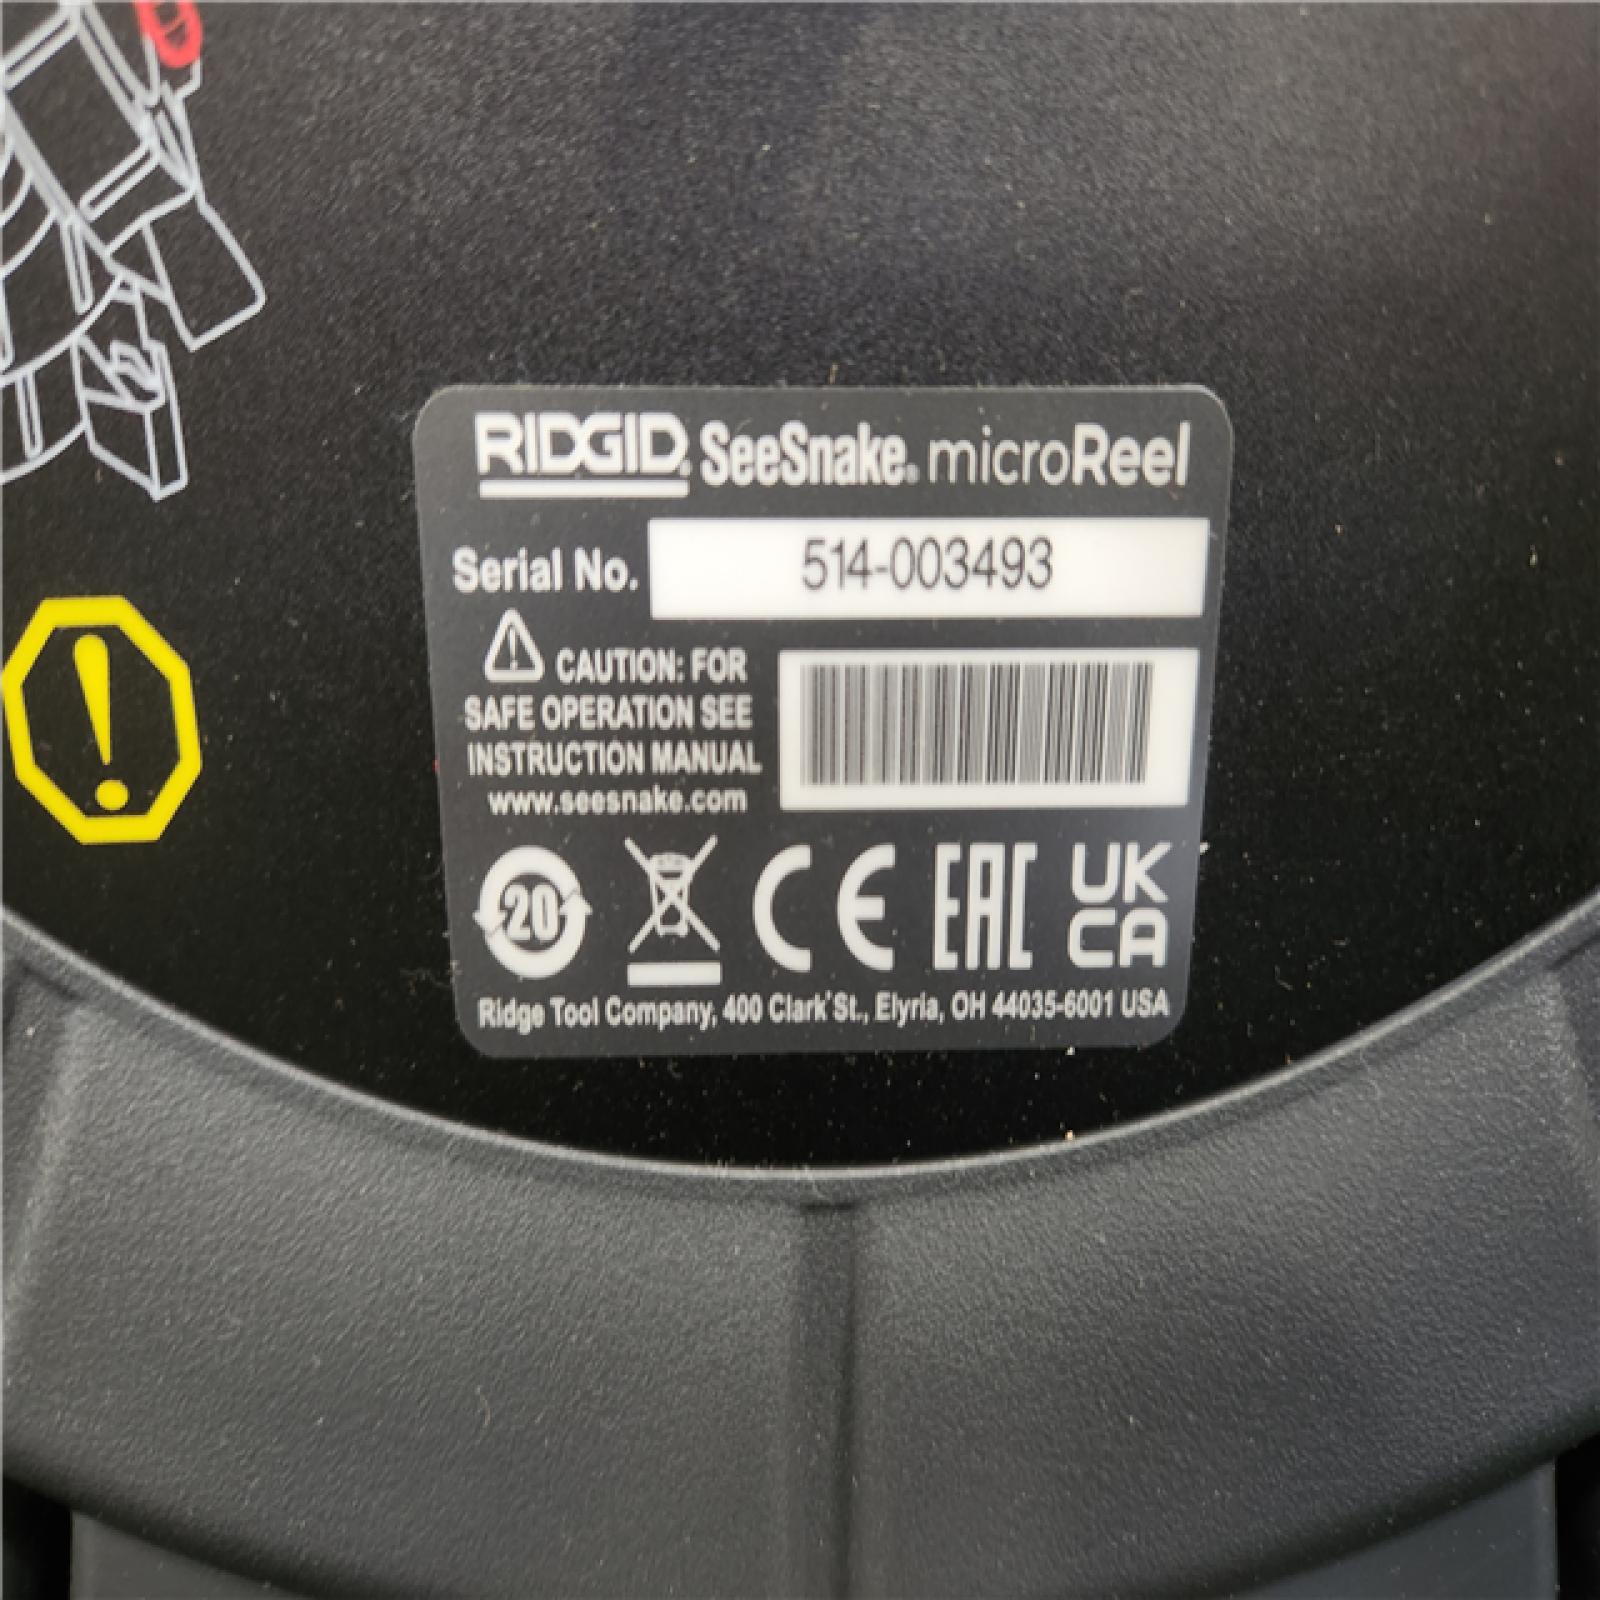 RIDGID. SeeSnake® microReel
Serial No. 514-003493
CAUTION: FOR
SAFE OPERATION SEE
INSTRUCTION MANUAL
www.seesnake.com
20 CE EAC UK
CA
Ridge Tool Company, 400 Clark St., Elyria, OH 44035-6001 USA